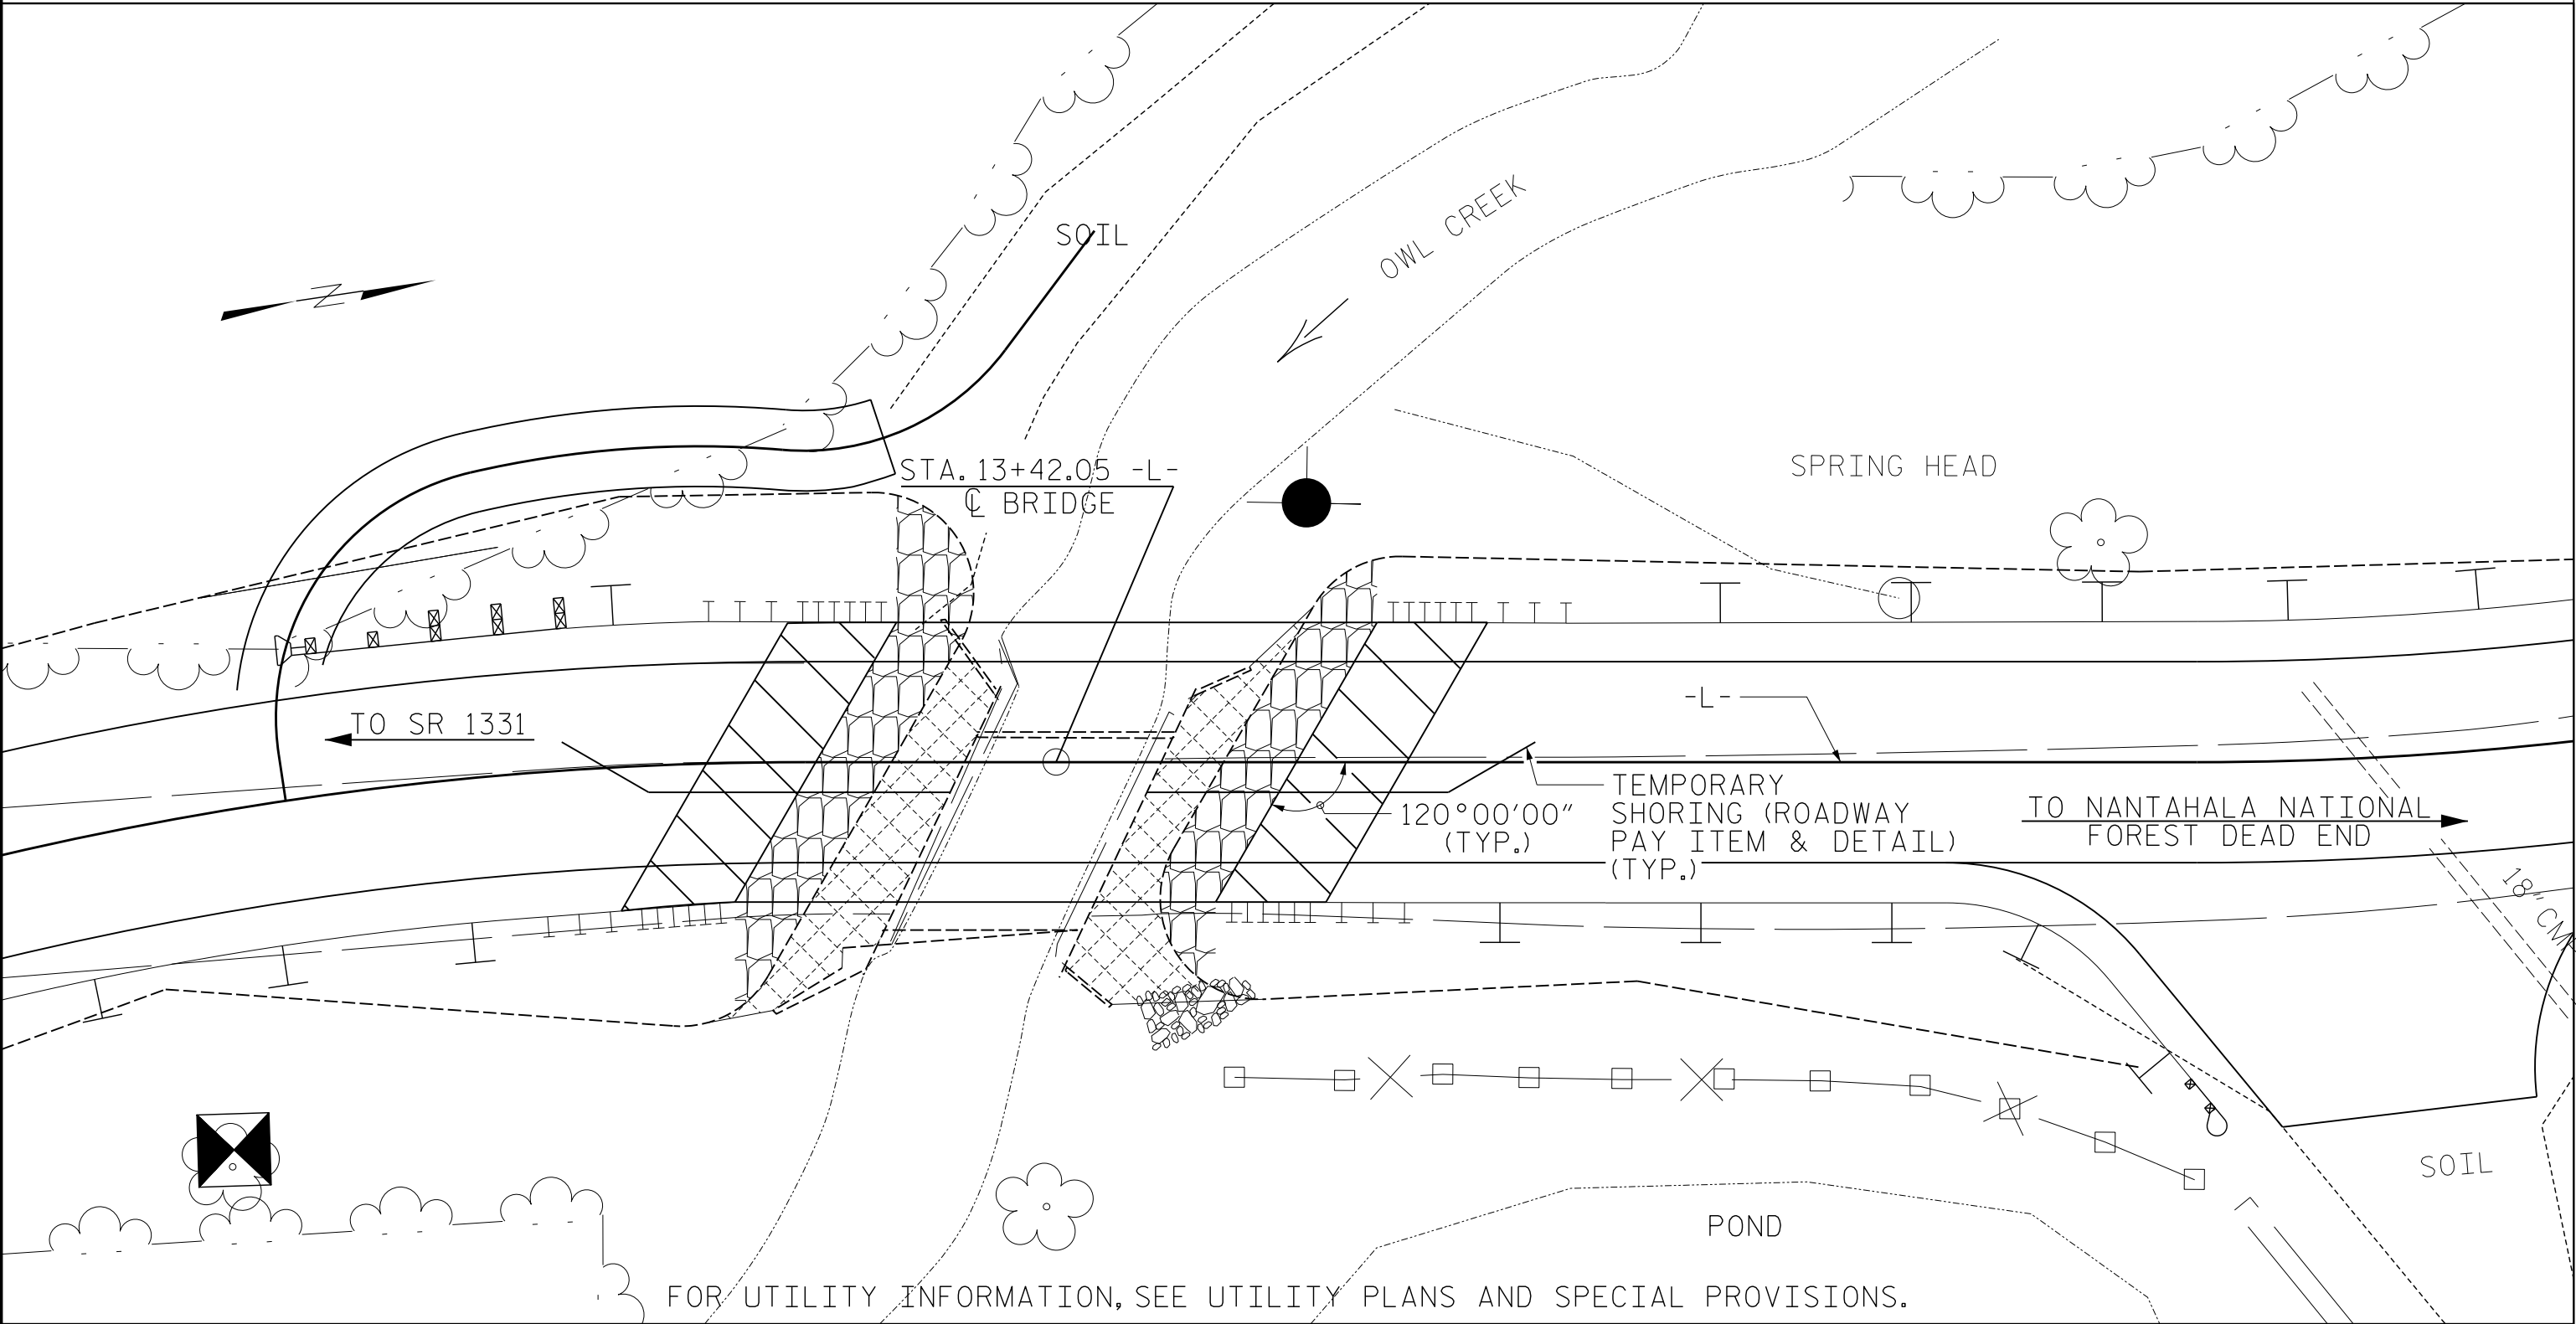 SOIL
OWL CREEK
N
STA. 13+42.05 -L-
℄ BRIDGE
SPRING HEAD
TO SR 1331
-L-
120°00'00"
(TYP.)
TEMPORARY
SHORING (ROADWAY
PAY ITEM & DETAIL)
(TYP.)
TO NANTAHALA NATIONAL
FOREST DEAD END
18" CM
SOIL
POND
FOR UTILITY INFORMATION, SEE UTILITY PLANS AND SPECIAL PROVISIONS.